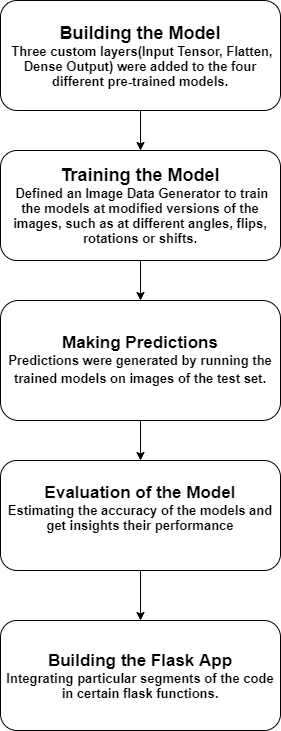 Building the Model
Three custom layers(Input Tensor, Flatten,
Dense Output) were added to the four
different pre-trained models.
Training the Model
Defined an Image Data Generator to train
the models at modified versions of the
images, such as at different angles, flips,
rotations or shifts.
Making Predictions
Predictions were generated by running the
trained models on images of the test set.
Evaluation of the Model
Estimating the accuracy of the models and
get insights their performance
Building the Flask App
Integrating particular segments of the code
in certain flask functions.